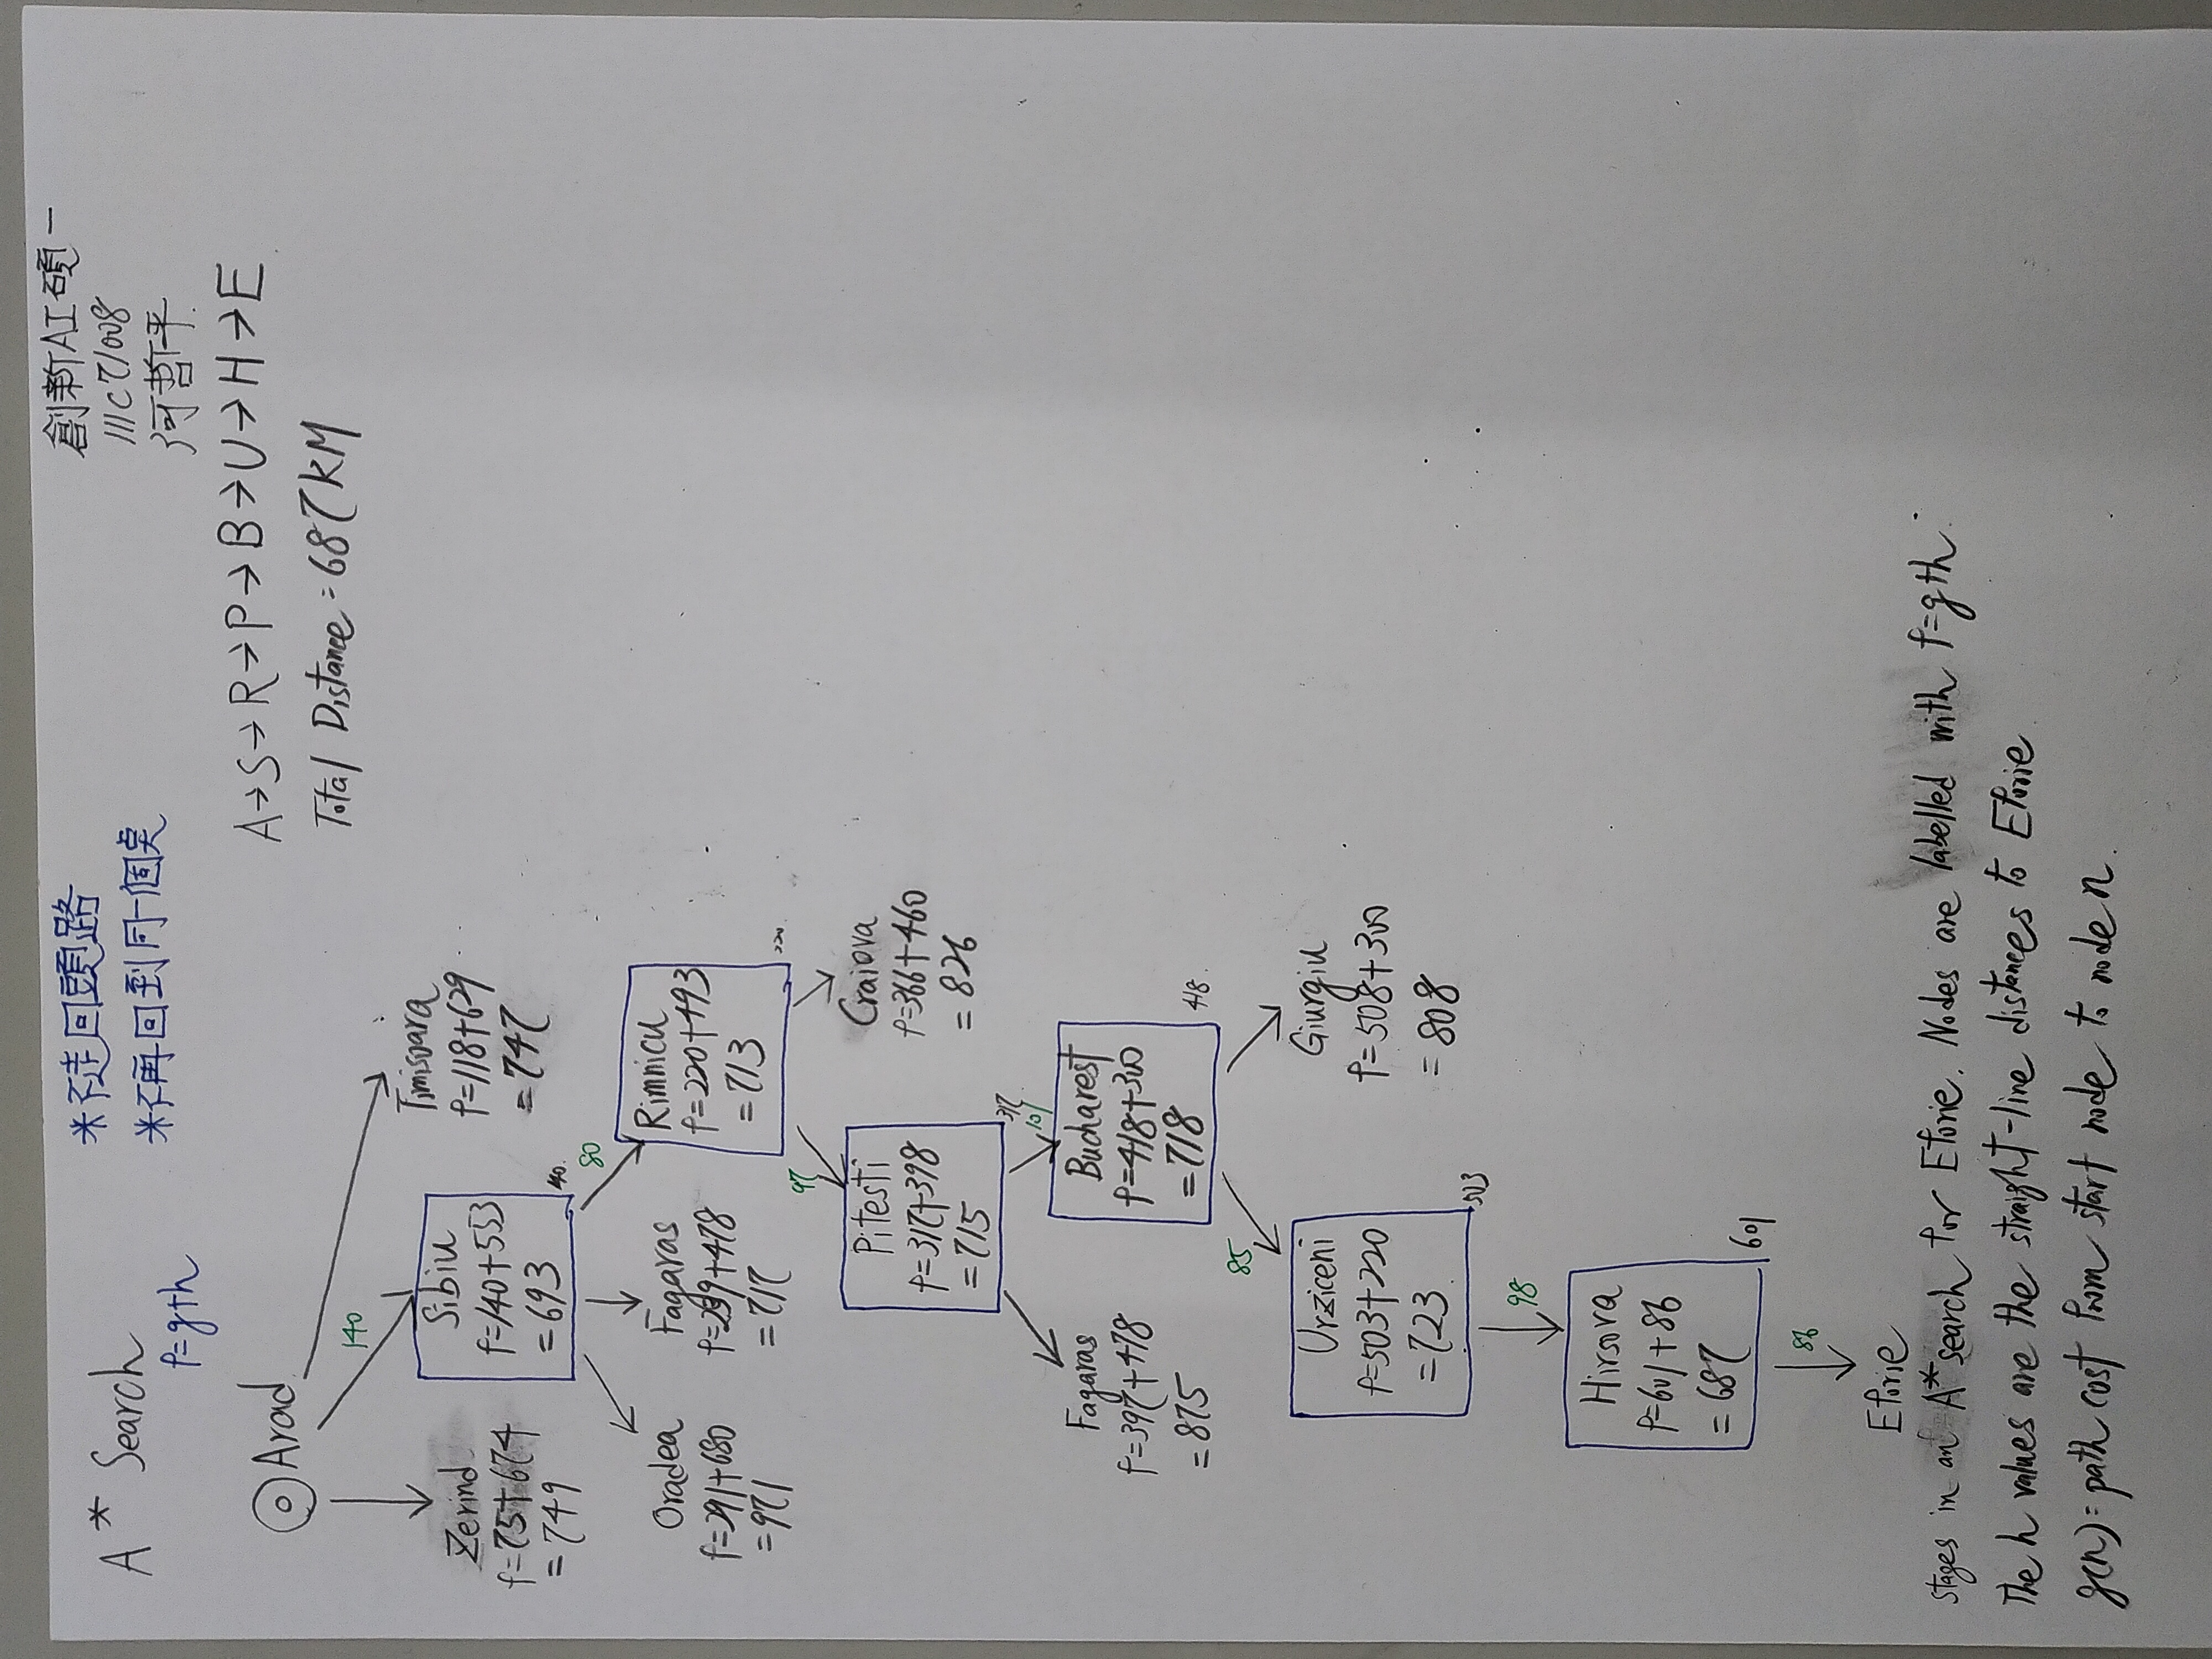 A* Search
f=g+h
*不走回頭路
*不再回到同一個點
創新AI碩一
111C71008
何哲平
A→S→R→P→B→U→H→E
Total Distance=687KM
Arad
140
Zerind
f=75+674
=749
Sibiu
f=140+553
=693
140
Timisoara
f=118+629
=747
80
Oradea
f=291+680
=971
Fagaras
f=239+478
=717
Rimnicu
f=220+493
=713
220
97
Pitesti
f=317+398
=715
317
Craiova
f=366+460
=826
101
Fagaras
f=397+478
=875
Bucharest
f=418+300
=718
418
85
Urziceni
f=503+220
=723
503
Giurgiu
f=508+300
=808
98
Hirsova
f=601+86
=687
601
86
Eforie
stages in an A* search for Eforie. Nodes are labelled with f=g+h.
The h values are the straight-line distances to Eforie
g(n)=path cost from start node to node n.